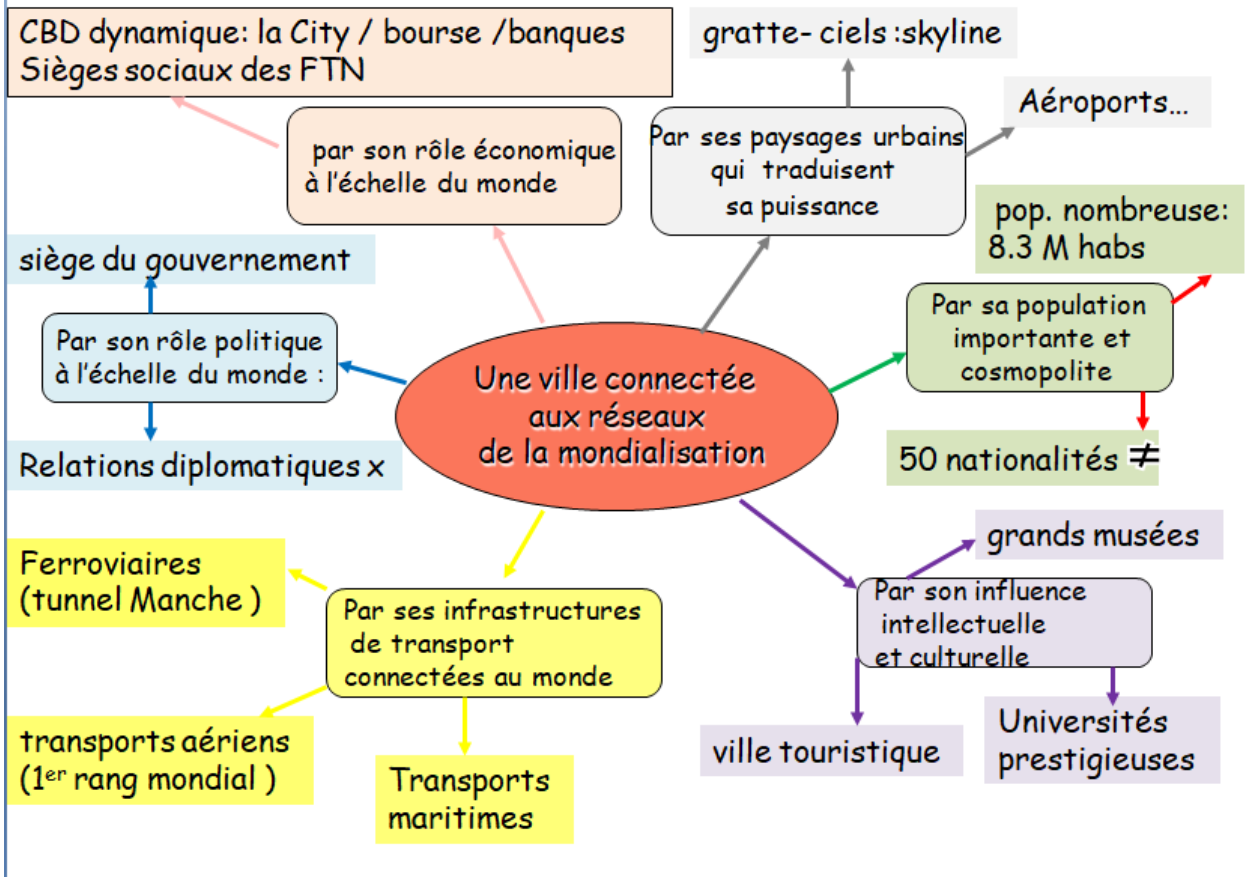 CBD dynamique: la City / bourse /banques
Sièges sociaux des FTN
gratte- ciels :skyline
Aéroports...
par son rôle économique
à l'échelle du monde
Par ses paysages urbains
qui traduisent
sa puissance
pop. nombreuse:
8.3 M habs
siège du gouvernement
Par son rôle politique
à l'échelle du monde :
Par sa population
importante et
cosmopolite
Une ville connectée
aux réseaux
de la mondialisation
Relations diplomatiques x
50 nationalités ≠
grands musées
Ferroviaires
(tunnel Manche )
Par ses infrastructures
de transport
connectées au monde
Par son influence
intellectuelle
et culturelle
transports aériens
(1er rang mondial )
Transports
maritimes
ville touristique
Universités
prestigieuses